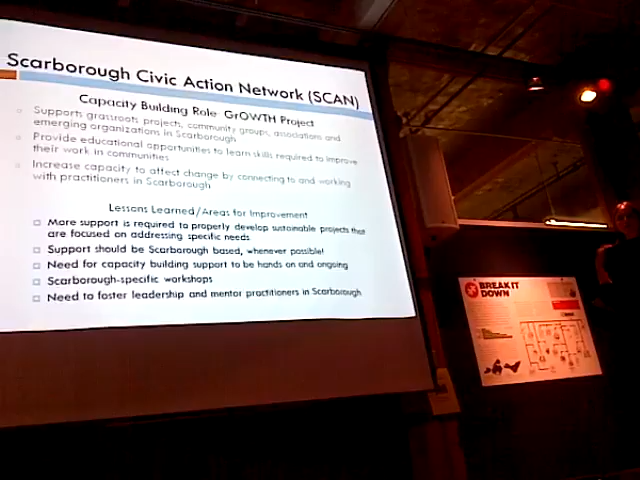 Scarborough Civic Action Network (SCAN)
Capacity Building Role- GrOWTH Project
Supports grassroots projects, community groups, associations and
emerging organizations in Scarborough
Provide educational opportunities to learn skills required to improve
their work in communities
Increase capacity to affect change by connecting to and working
with practitioners in Scarborough
Lessons Learned/Areas for Improvement
More support is required to properly develop sustainable projects that
are focused on addressing specific needs
Support should be Scarborough based, whenever possible!
Need for capacity building support to be hands on and ongoing
Scarborough-specific workshops
Need to foster leadership and mentor practitioners in Scarborough
BREAK IT
DOWN